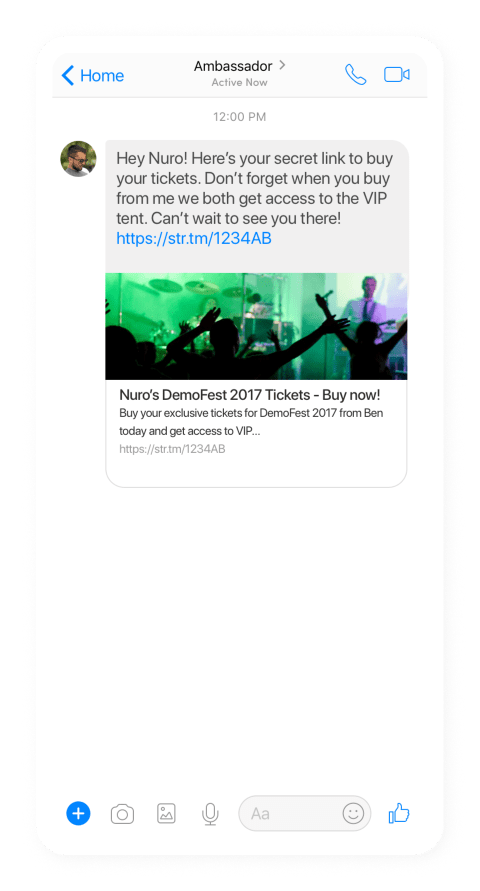 Home
Ambassador
Active Now
12:00 PM
Hey Nuro! Here's your secret link to buy
your tickets. Don't forget when you buy
from me we both get access to the VIP
tent. Can't wait to see you there!
https://str.tm/1234AB
Nuro's DemoFest 2017 Tickets - Buy now!
Buy your exclusive tickets for DemoFest 2017 from Ben
today and get access to VIP...
https://str.tm/1234AB
Aa